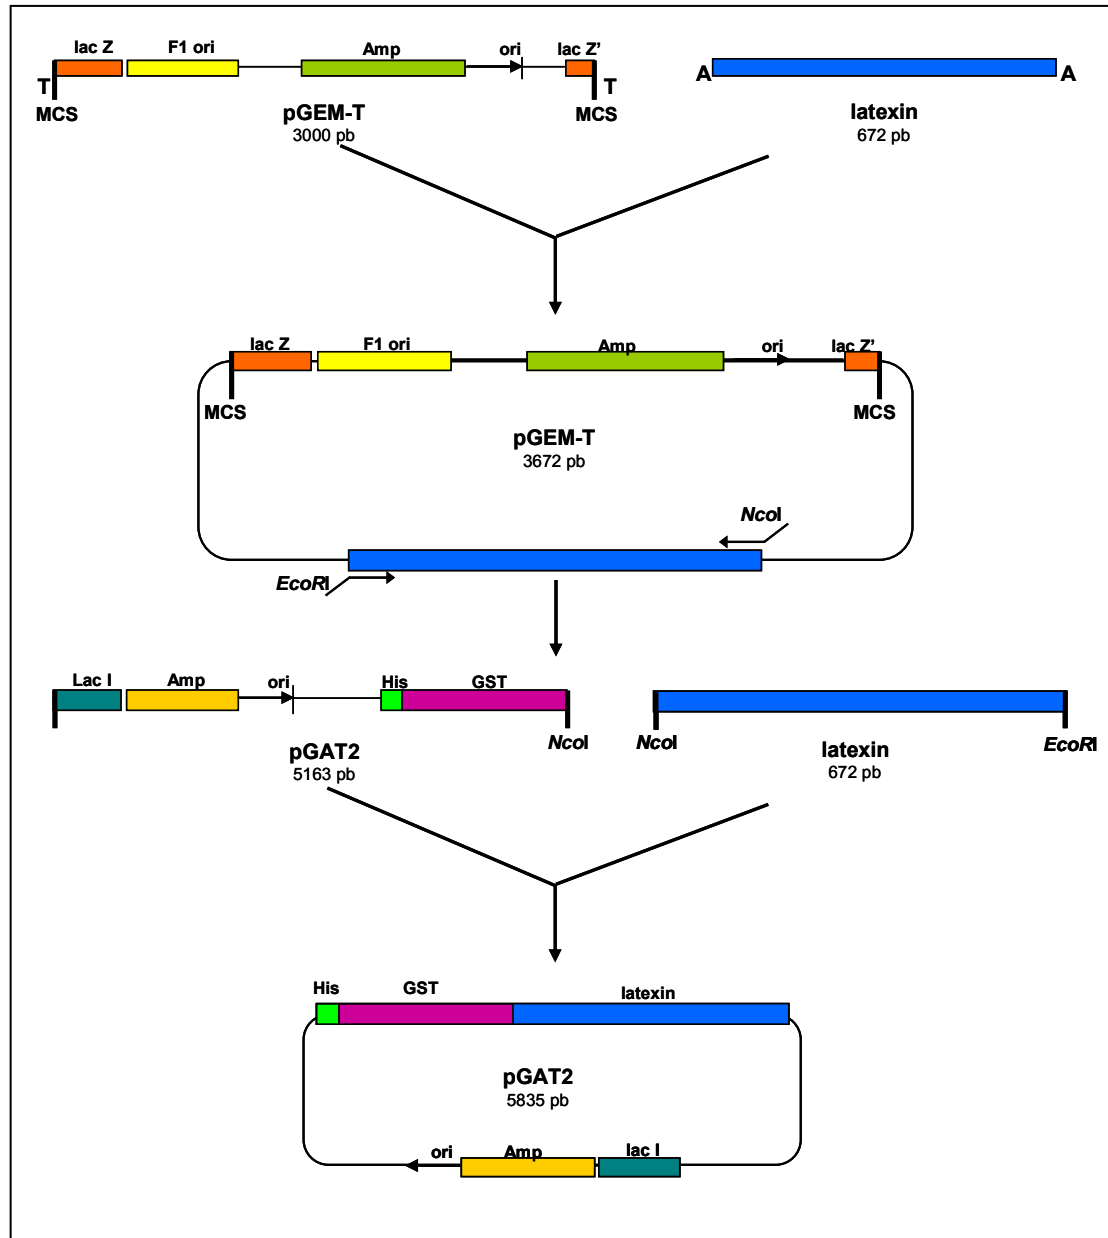 lac Z F1 ori Amp ori lac Z'
T T A A
MCS MCS
pGEM-T latexin
3000 pb 672 pb
lac Z F1 ori Amp ori lac Z'
MCS MCS
pGEM-T
3672 pb
NcoI
EcoRI
Lac I Amp ori His GST
NcoI NcoI EcoRI
pGAT2 latexin
5163 pb 672 pb
His GST latexin
pGAT2
5835 pb
ori Amp lac I